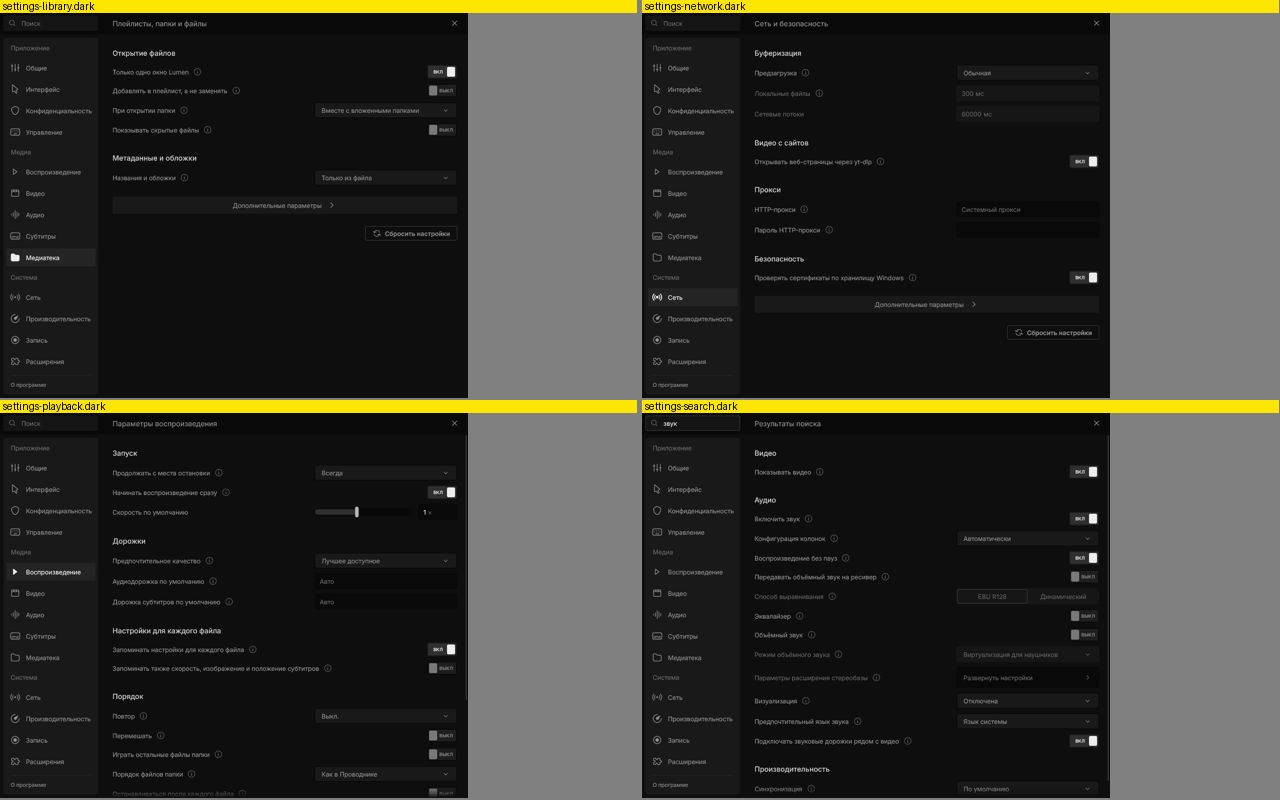 settings-library.dark
Поиск
Плейлисты, папки и файлы
Приложение
Общие
Интерфейс
Конфиденциальность
Управление
Медиа
Воспроизведение
Видео
Аудио
Субтитры
Медиатека
Система
Сеть
Производительность
Запись
Расширения
О программе
Открытие файлов
Только одно окно Lumen
вкл
Добавлять в плейлист, а не заменять
выкл
При открытии папки
Вместе с вложенными папками
Показывать скрытые файлы
выкл
Метаданные и обложки
Названия и обложки
Только из файла
Дополнительные параметры
Сбросить настройки
settings-network.dark
Поиск
Сеть и безопасность
Приложение
Общие
Интерфейс
Конфиденциальность
Управление
Медиа
Воспроизведение
Видео
Аудио
Субтитры
Медиатека
Система
Сеть
Производительность
Запись
Расширения
О программе
Буферизация
Предзагрузка
Обычная
Локальные файлы
300 мс
Сетевые потоки
60000 мс
Видео с сайтов
Открывать веб-страницы через yt-dlp
вкл
Прокси
HTTP-прокси
Системный прокси
Пароль HTTP-прокси
Безопасность
Проверять сертификаты по хранилищу Windows
вкл
Дополнительные параметры
Сбросить настройки
settings-playback.dark
Поиск
Параметры воспроизведения
Приложение
Общие
Интерфейс
Конфиденциальность
Управление
Медиа
Воспроизведение
Видео
Аудио
Субтитры
Медиатека
Система
Сеть
Производительность
Запись
Расширения
О программе
Запуск
Продолжать с места остановки
Всегда
Начинать воспроизведение сразу
вкл
Скорость по умолчанию
1 ×
Дорожки
Предпочтительное качество
Лучшее доступное
Аудиодорожка по умолчанию
Авто
Дорожка субтитров по умолчанию
Авто
Настройки для каждого файла
Запоминать настройки для каждого файла
вкл
Запоминать также скорость, изображение и положение субтитров
выкл
Порядок
Повтор
Выкл.
Перемешать
выкл
Играть остальные файлы папки
выкл
Порядок файлов папки
Как в Проводнике
Останавливаться после каждого файла
выкл
settings-search.dark
звук
Результаты поиска
Приложение
Общие
Интерфейс
Конфиденциальность
Управление
Медиа
Воспроизведение
Видео
Аудио
Субтитры
Медиатека
Система
Сеть
Производительность
Запись
Расширения
О программе
Видео
Показывать видео
вкл
Аудио
Включить звук
вкл
Конфигурация колонок
Автоматически
Воспроизведение без пауз
вкл
Передавать объёмный звук на ресивер
выкл
Способ выравнивания
EBU R128
Динамический
Эквалайзер
выкл
Объёмный звук
выкл
Режим объёмного звука
Виртуализация для наушников
Параметры расширения стереобазы
Развернуть настройки
Визуализация
Отключена
Предпочтительный язык звука
Язык системы
Подключать звуковые дорожки рядом с видео
вкл
Производительность
Синхронизация
По умолчанию